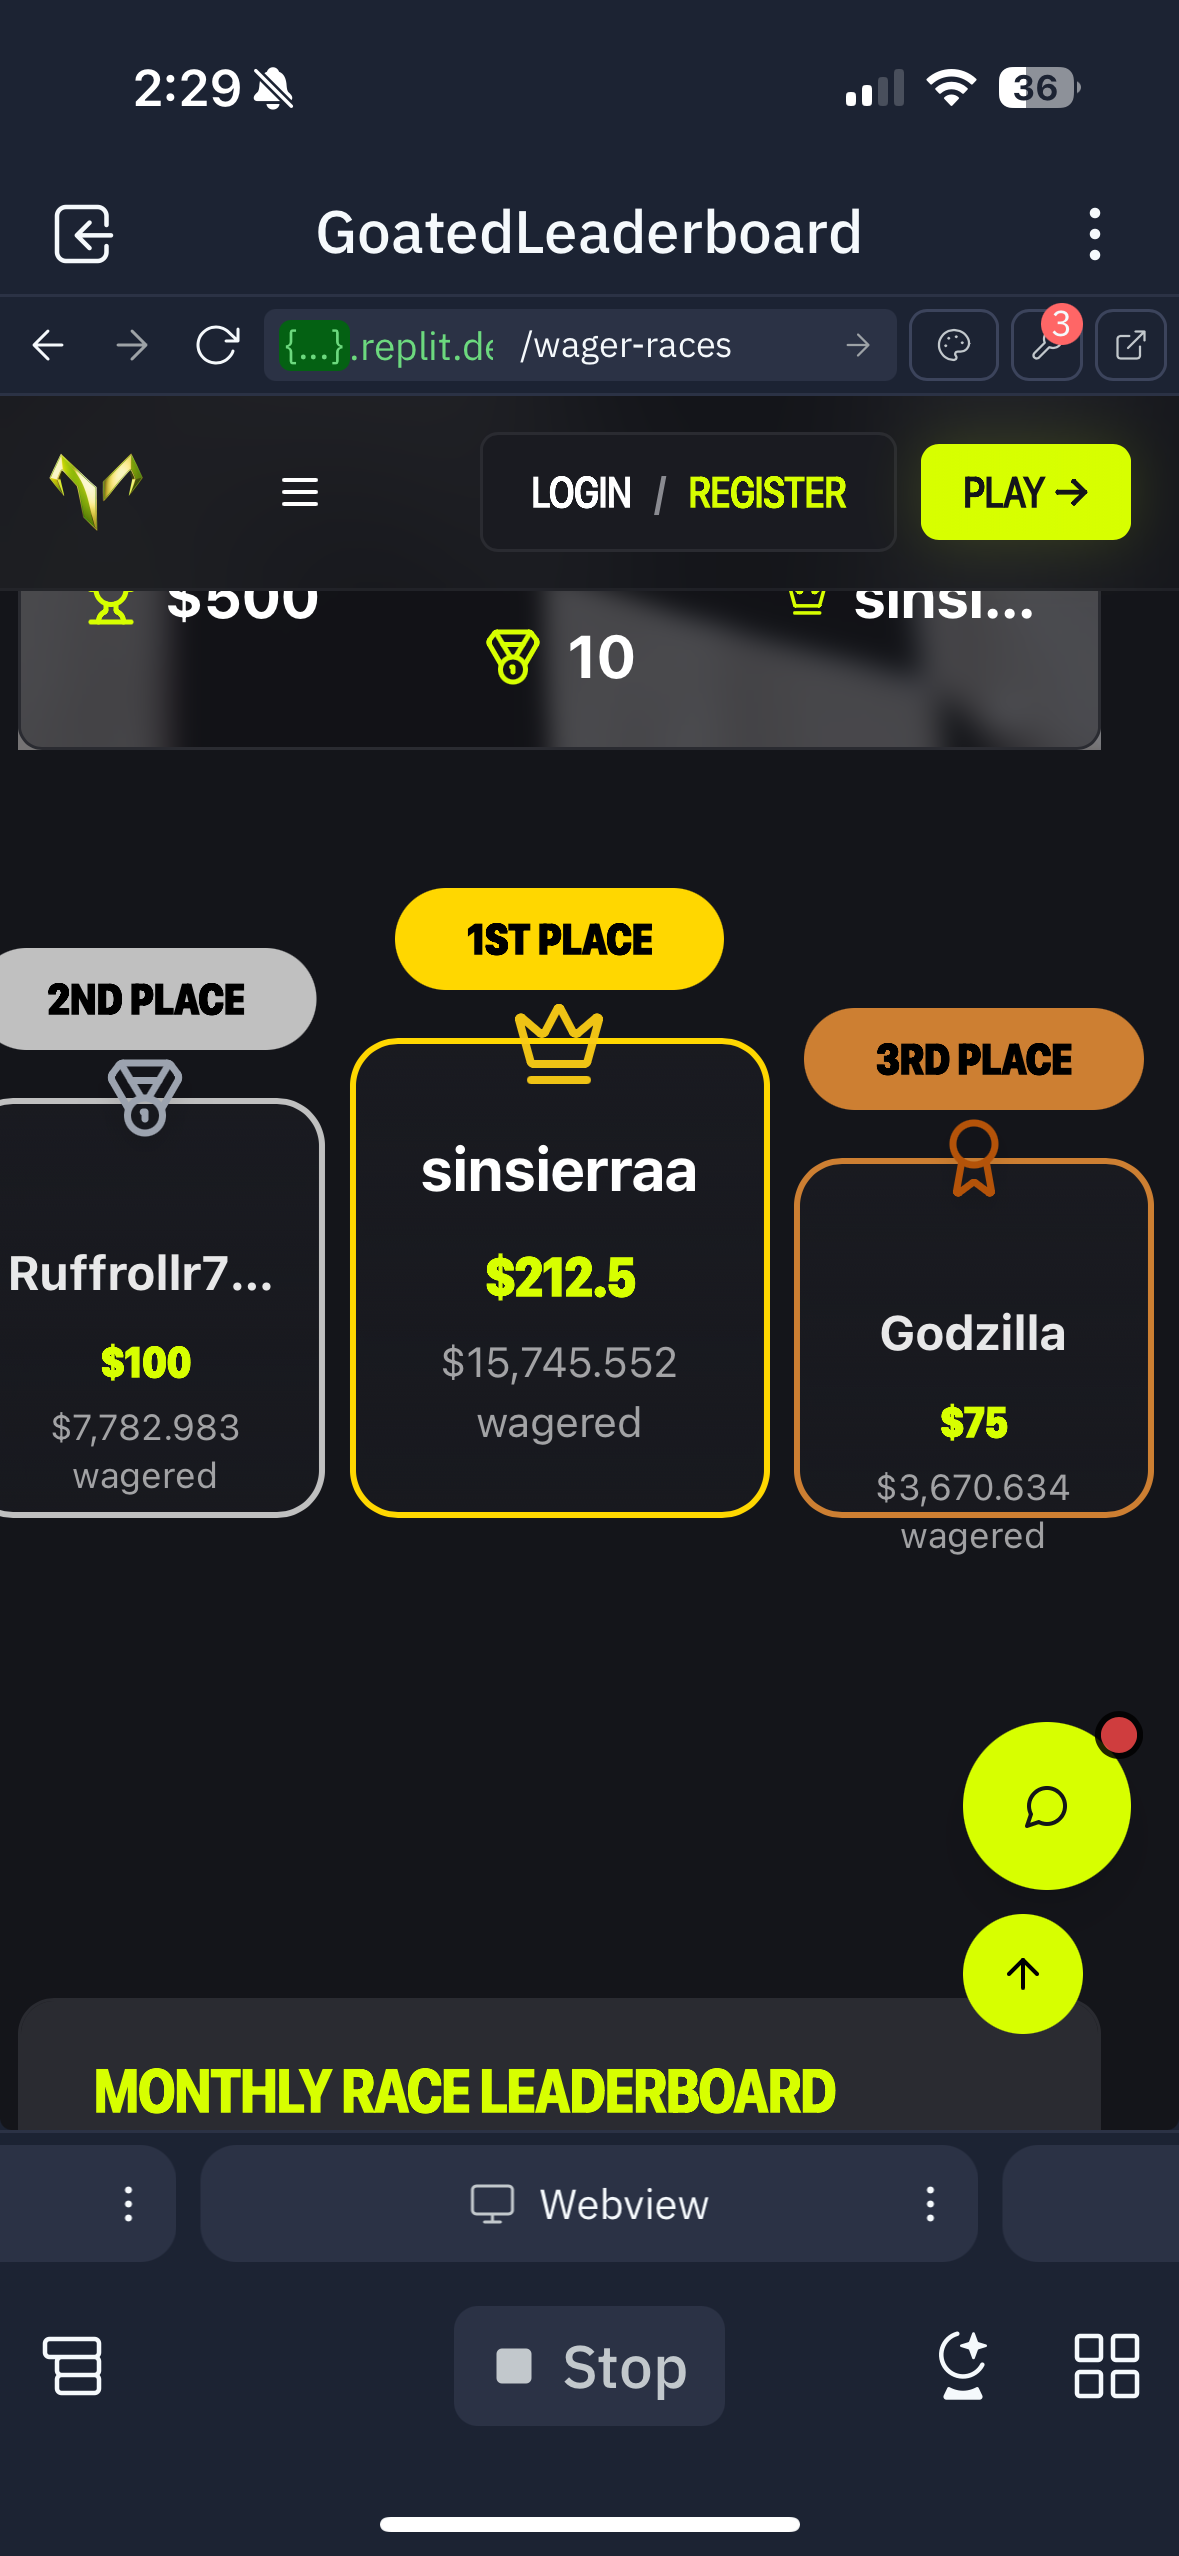 2:29
36
GoatedLeaderboard
{...}.replit.de /wager-races
3
LOGIN / REGISTER
PLAY →
$500
sinsi...
10
1ST PLACE
2ND PLACE
3RD PLACE
sinsierraa
$212.5
$15,745.552
wagered
Ruffrollr7...
$100
$7,782.983
wagered
Godzilla
$75
$3,670.634
wagered
MONTHLY RACE LEADERBOARD
Webview
Stop